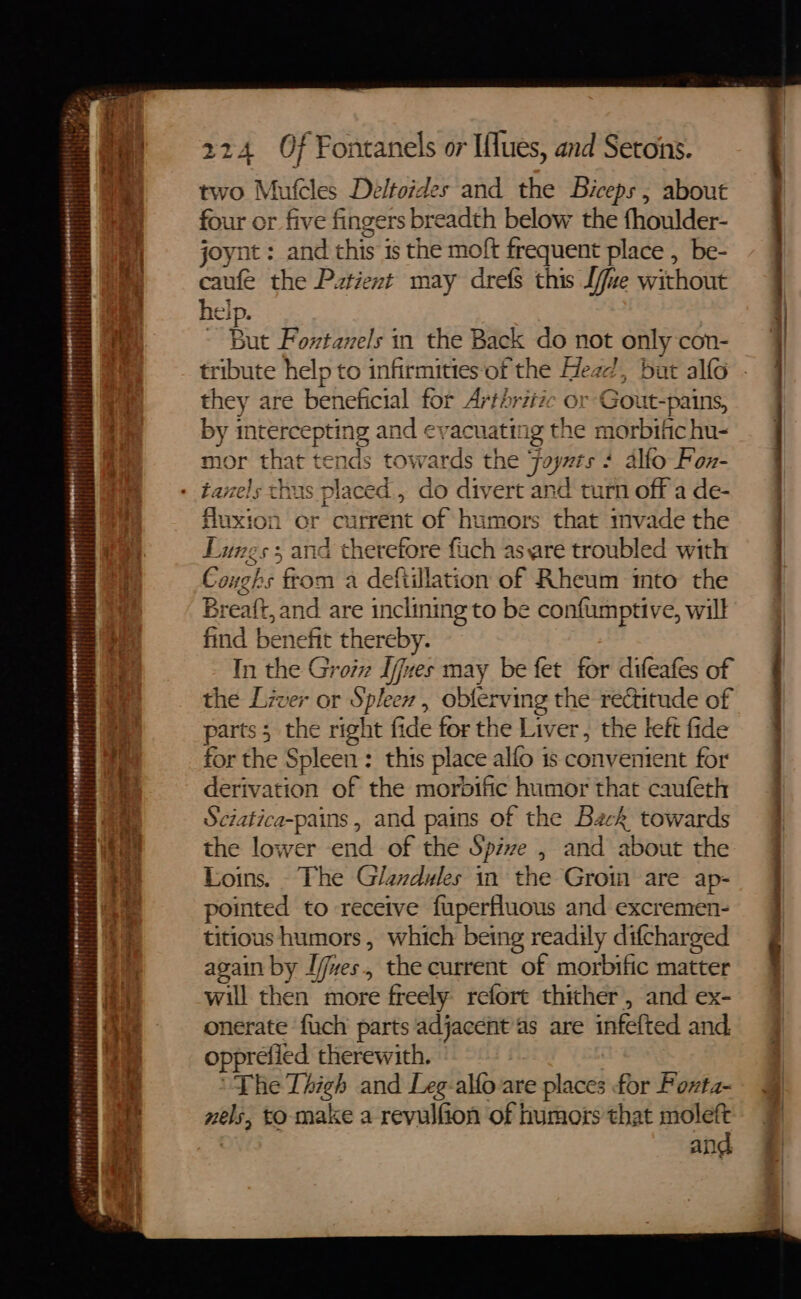 224 Of Fontanels or Iſſues, and Setons.
two Muſcles Deltoides and the Biceps, about
four or five fingers breadth below the ſhoulder-
joynt : and this is the moſt frequent place, be-
cauſe the Patient may dreſs this Iſſue without
help.
But Fontanels in the Back do not only con-
tribute help to infirmities of the Head, but alſo
they are beneficial for Arthritic or Gout-pains,
by intercepting and evacuating the morbific hu-
mor that tends towards the Joynts : alſo Fon-
tanels thus placed, do divert and turn off a de-
fluxion or current of humors that invade the
Lungs ; and therefore ſuch as are troubled with
Coughs from a deſtillation of Rheum into the
Breaſt, and are inclining to be conſumptive, will
find benefit thereby.
In the Groin Iſſues may be ſet for diſeaſes of
the Liver or Spleen, obſerving the rectitude of
parts ; the right ſide for the Liver, the left ſide
for the Spleen : this place alſo is convenient for
derivation of the morbific humor that cauſeth
Sciatica-pains, and pains of the Back towards
the lower end of the Spine, and about the
Loins. The Glandules in the Groin are ap-
pointed to receive ſuperfluous and excremen-
titious humors, which being readily diſcharged
again by Iſſues, the current of morbific matter
will then more freely reſort thither, and ex-
onerate ſuch parts adjacent as are infeſted and
oppreſſed therewith.
The Thigh and Leg alſo are places for Fonta-
nels, to make a revulſion of humors that moleſt
and